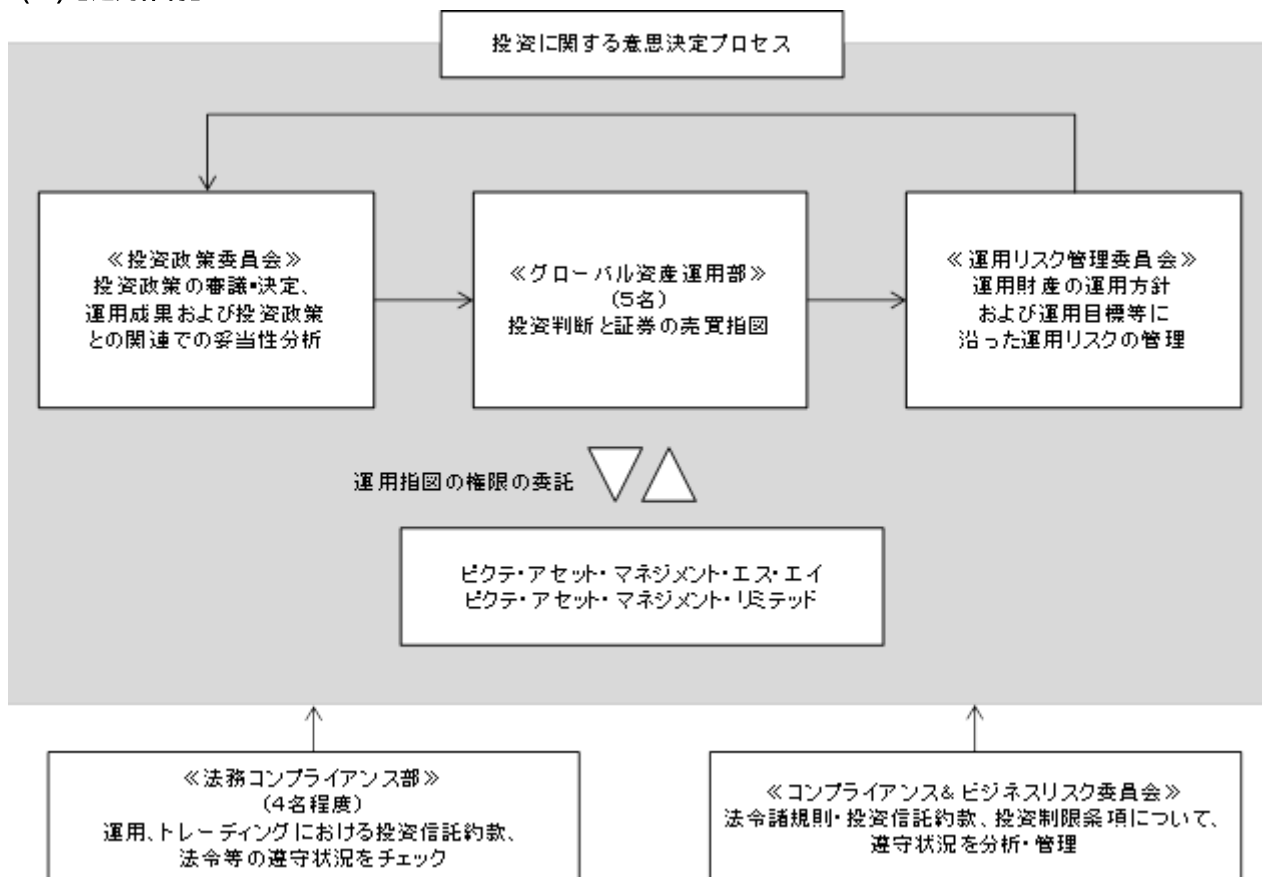 投資に関する意思決定プロセス
≪投資政策委員会≫
投資政策の審議・決定、
運用成果および投資政策
との関連での妥当性分析
≪グローバル資産運用部≫
(5名)
投資判断と証券の売買指図
≪運用リスク管理委員会≫
運用財産の運用方針
および運用目標等に
沿った運用リスクの管理
運用指図の権限の委託
ピクテ・アセット・マネジメント・エス・エイ
ピクテ・アセット・マネジメント・リミテッド
≪法務コンプライアンス部≫
(4名程度)
運用、トレーディングにおける投資信託約款、
法令等の遵守状況をチェック
≪コンプライアンス&ビジネスリスク委員会≫
法令諸規則・投資信託約款、投資制限条項について、
遵守状況を分析・管理